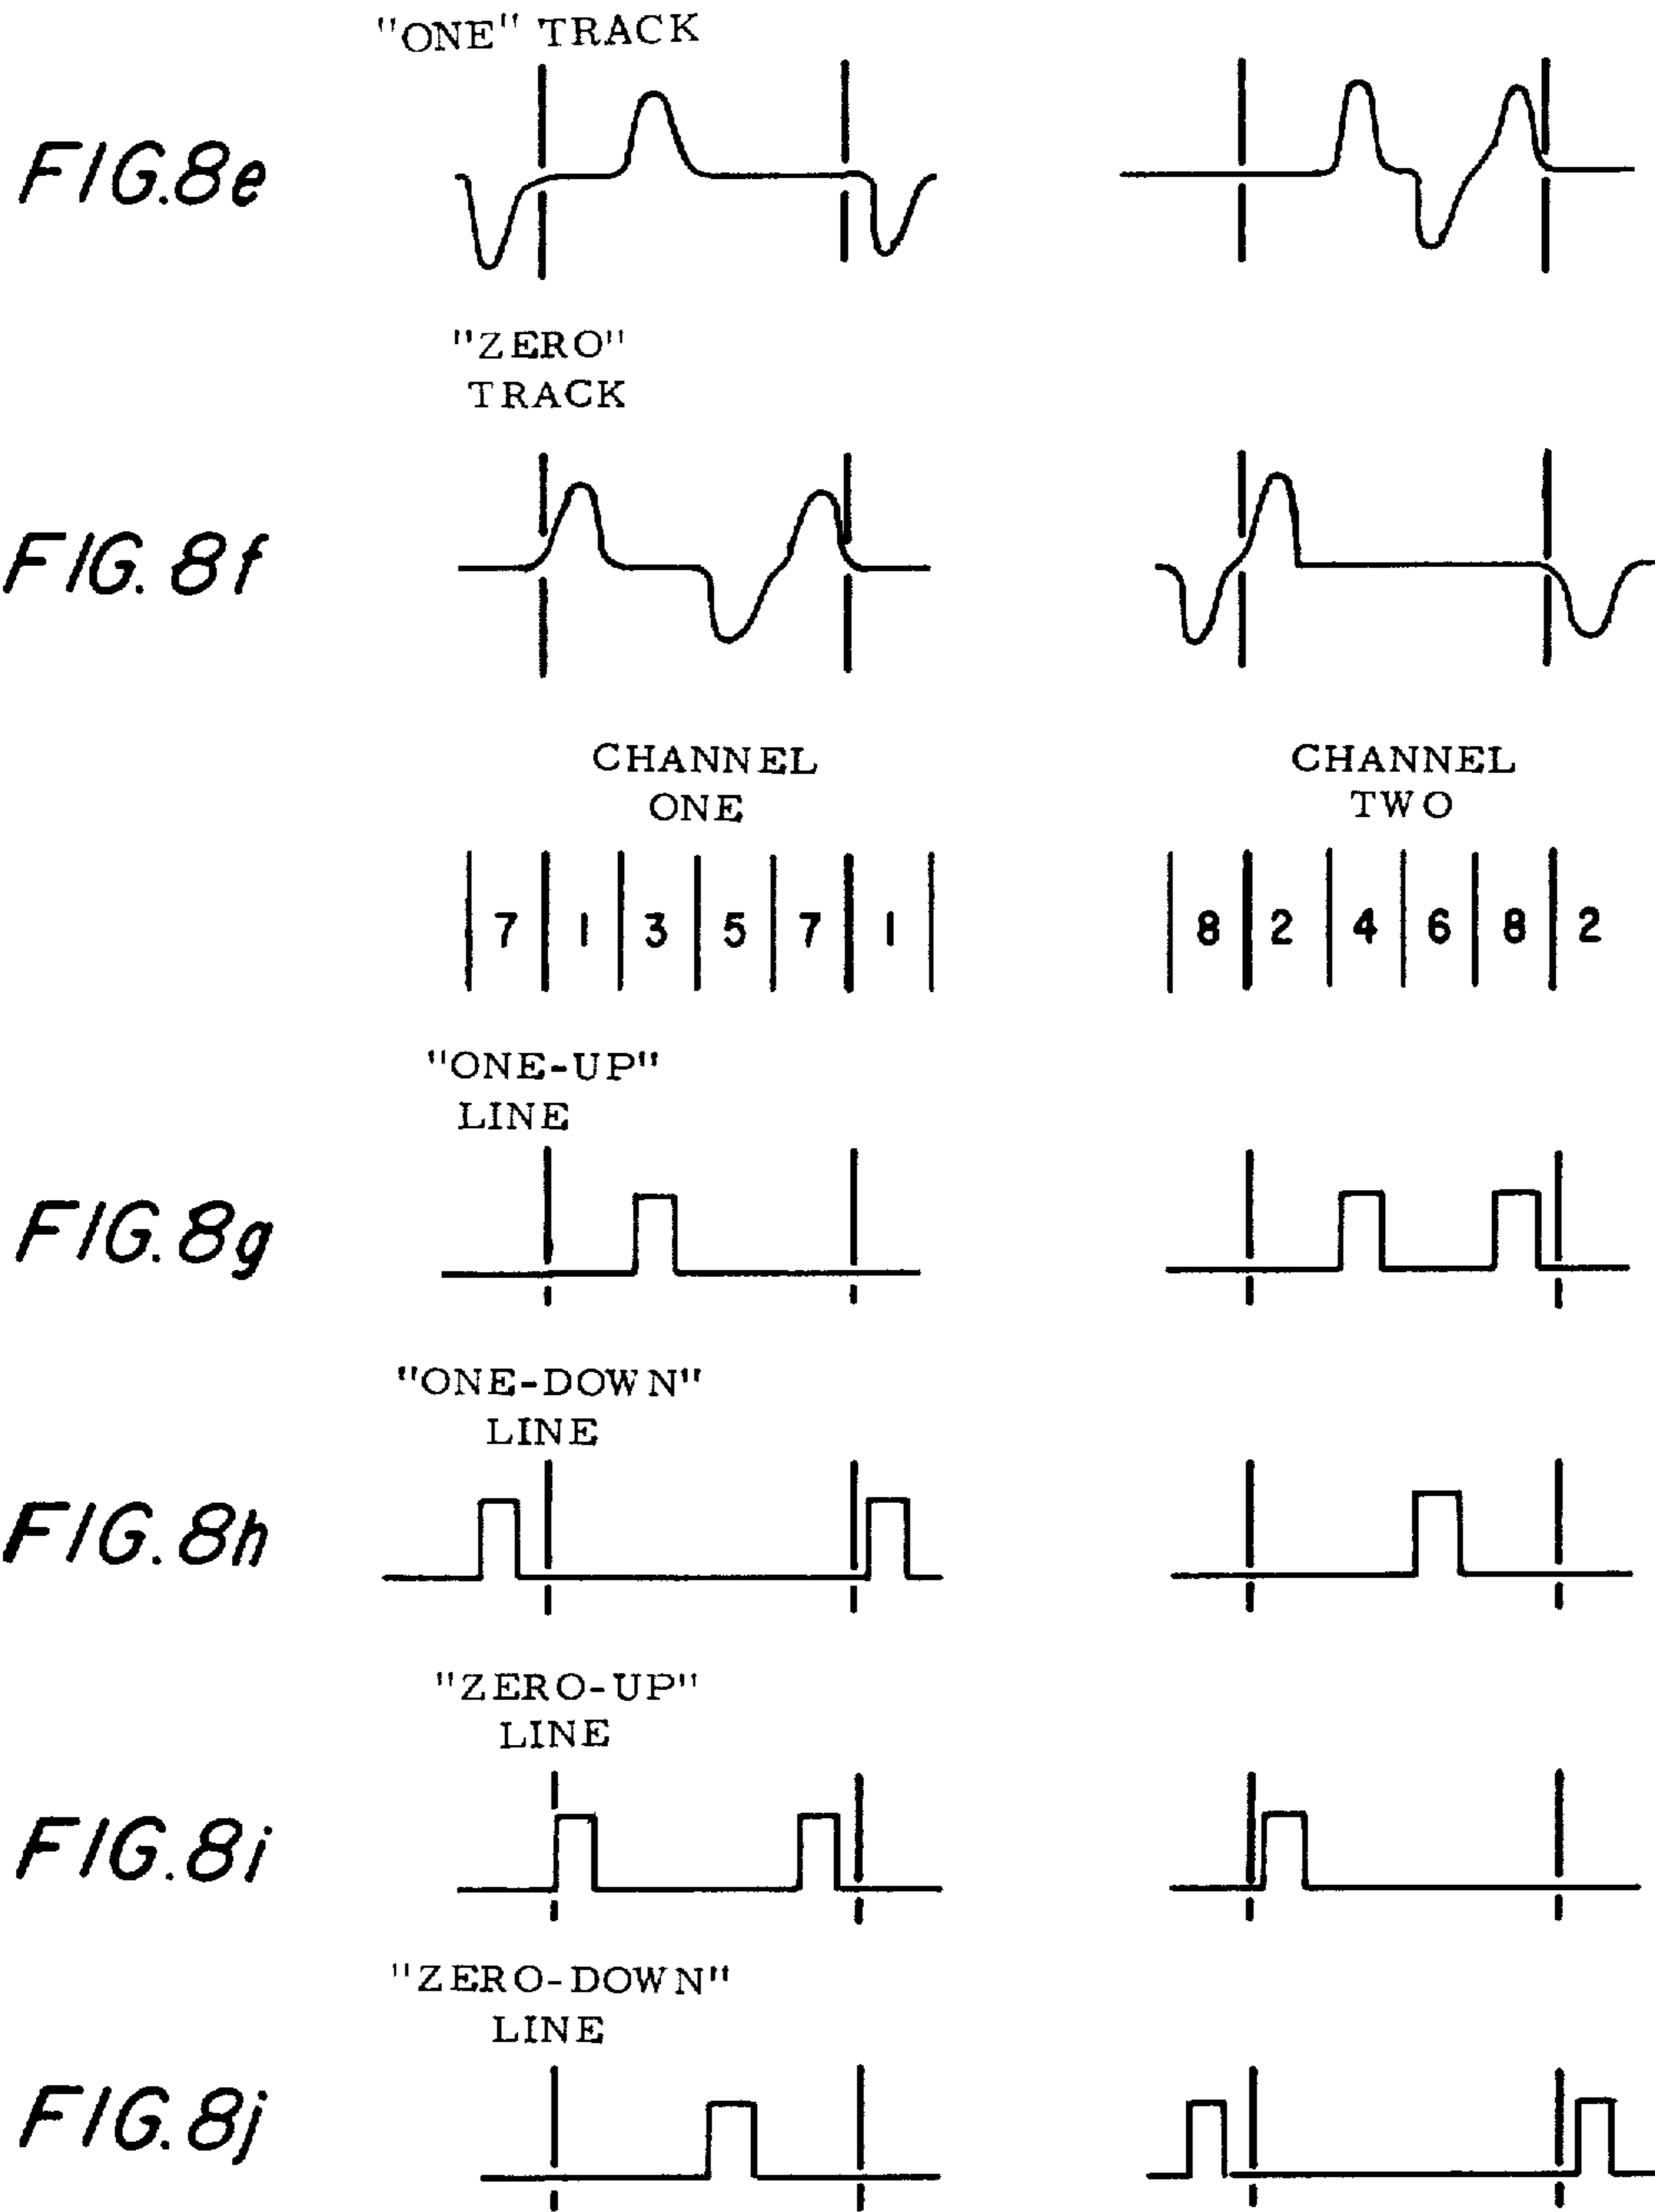 "ONE" TRACK
FIG.8e
"ZERO"
TRACK
FIG.8f
CHANNEL
ONE
CHANNEL
TWO
7 1 3 5 7 1
8 2 4 6 8 2
"ONE-UP"
LINE
FIG.8g
"ONE-DOWN"
LINE
FIG.8h
"ZERO-UP"
LINE
FIG.8i
"ZERO-DOWN"
LINE
FIG.8j